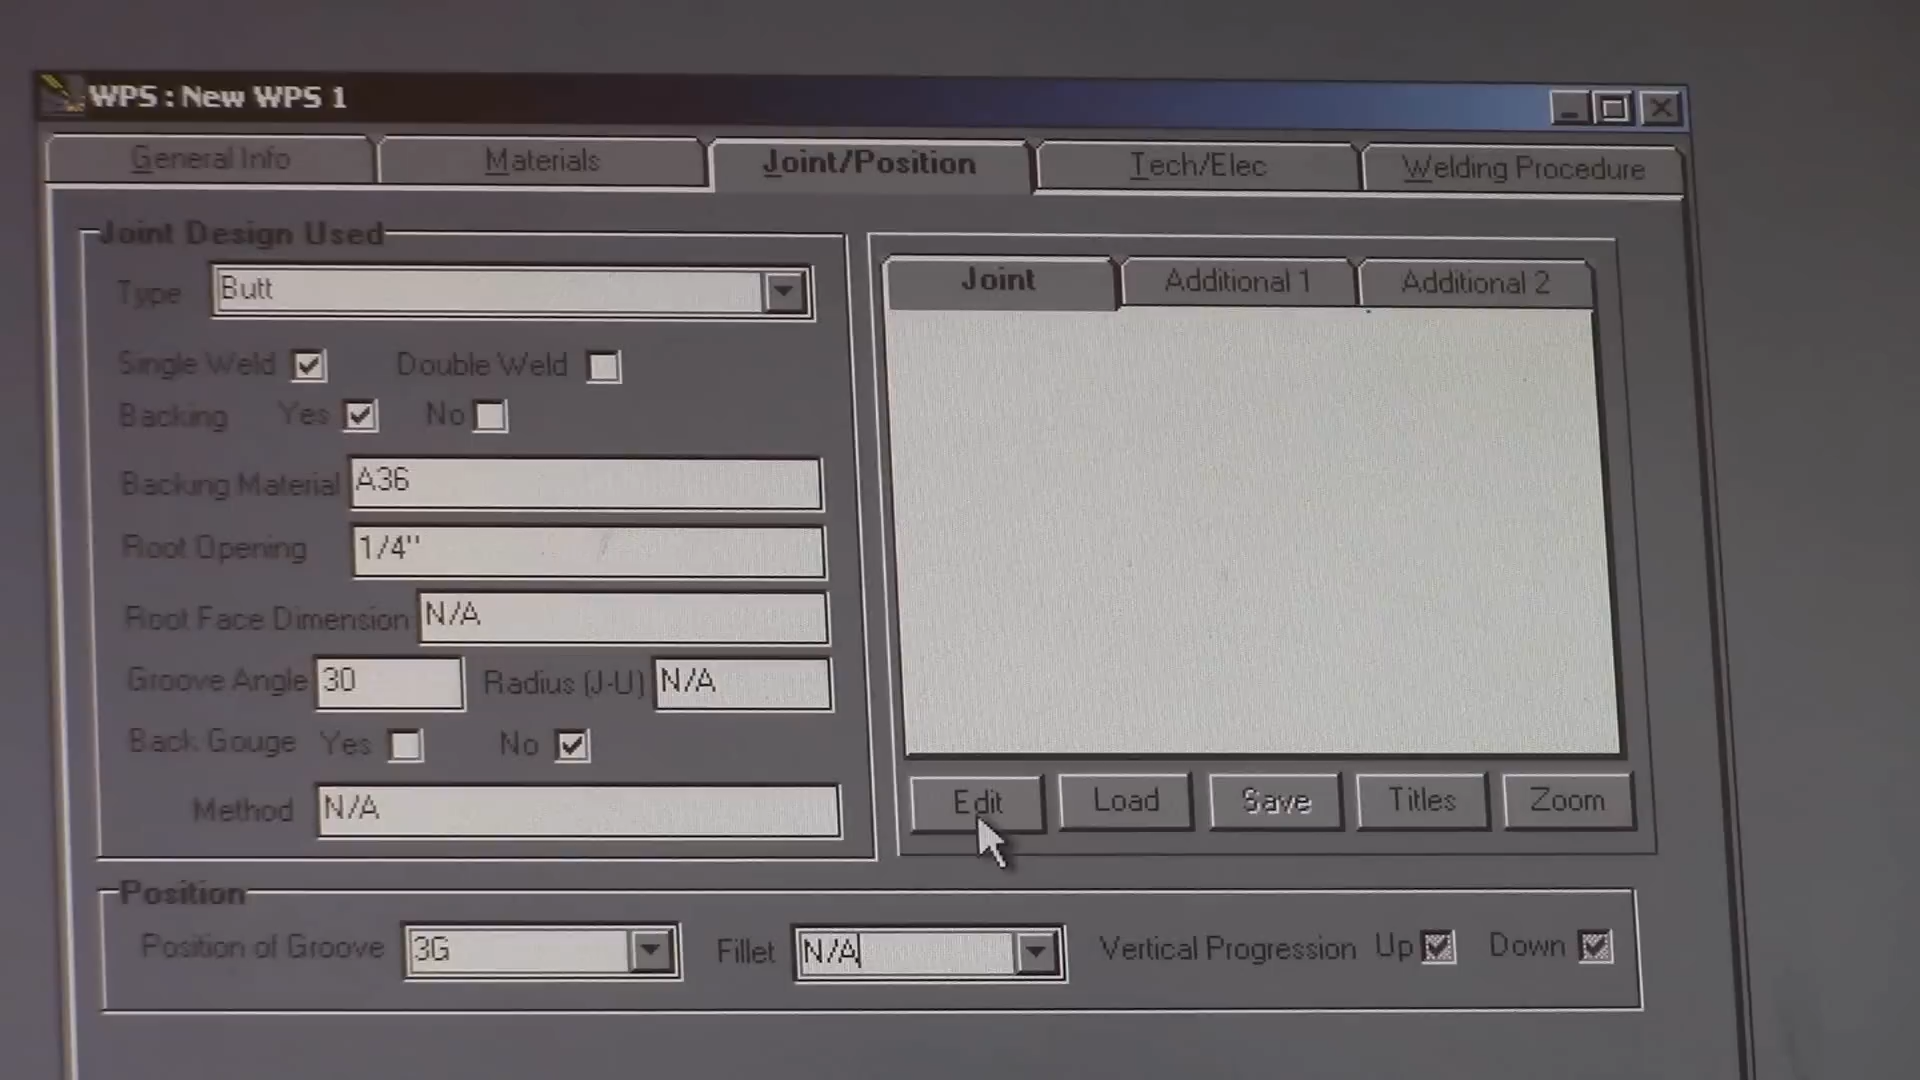 WPS : New WPS 1
General Info Materials Joint/Position Tech/Elec Welding Procedure
Joint Design Used
Type Butt
Single Weld Double Weld
Backing Yes No
Backing Material A36
Root Opening 1/4"
Root Face Dimension N/A
Groove Angle 30 Radius (J-U) N/A
Back Gouge Yes No
Method N/A
Joint Additional 1 Additional 2
Edit Load Save Titles Zoom
Position
Position of Groove 3G Fillet N/A Vertical Progression Up Down